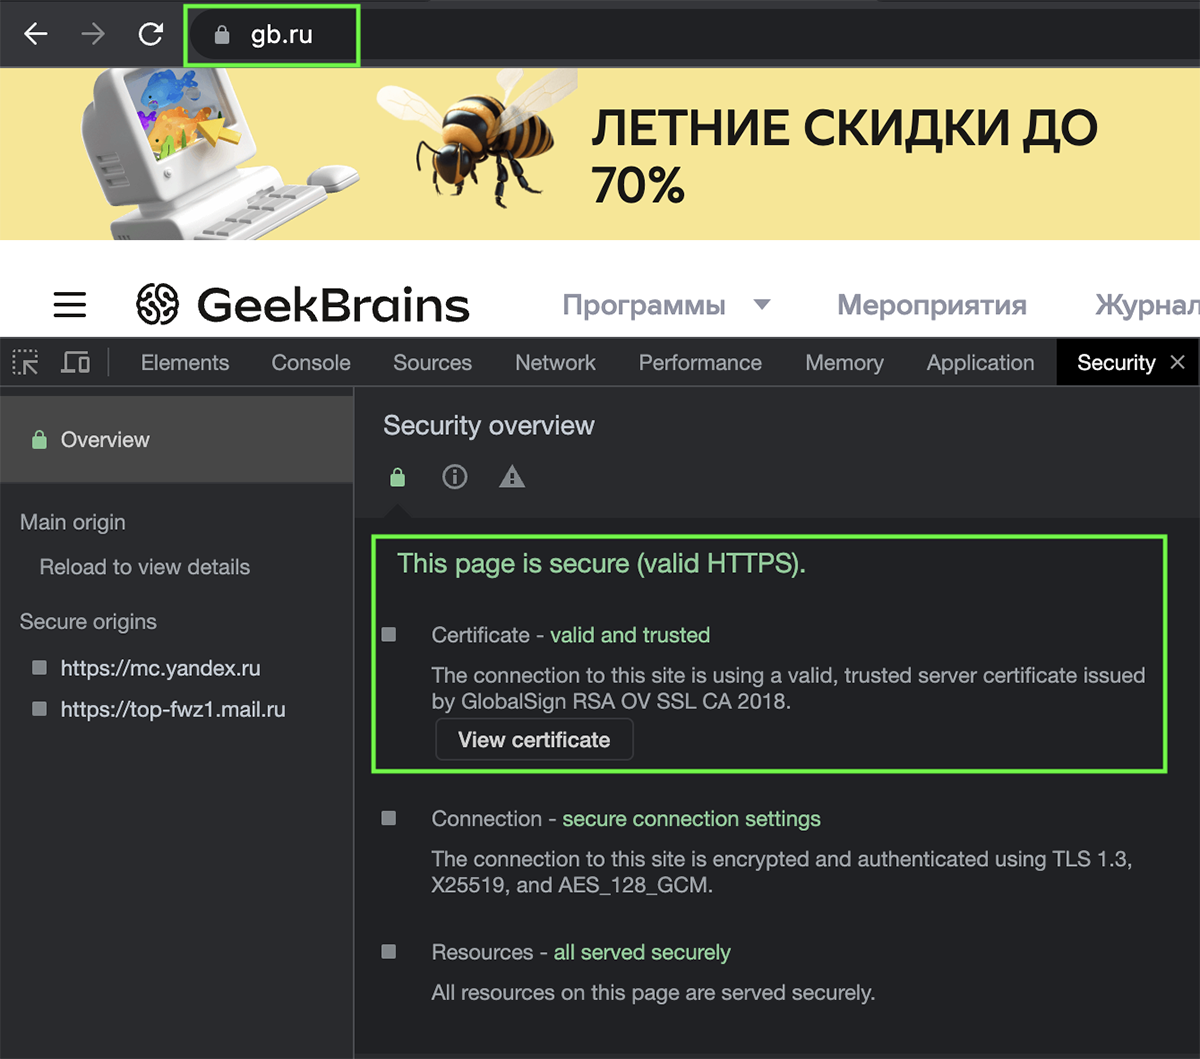 gb.ru
ЛЕТНИЕ СКИДКИ ДО
70%
GeekBrains
Программы
Мероприятия
Журнал
Elements
Console
Sources
Network
Performance
Memory
Application
Security
Overview
Main origin
Reload to view details
Secure origins
https://mc.yandex.ru
https://top-fwz1.mail.ru
Security overview
This page is secure (valid HTTPS).
Certificate - valid and trusted
The connection to this site is using a valid, trusted server certificate issued
by GlobalSign RSA OV SSL CA 2018.
View certificate
Connection - secure connection settings
The connection to this site is encrypted and authenticated using TLS 1.3,
X25519, and AES_128_GCM.
Resources - all served securely
All resources on this page are served securely.